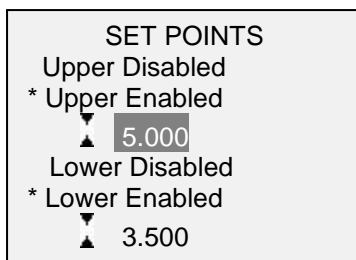 SET POINTS
Upper Disabled
* Upper Enabled
5.000
Lower Disabled
* Lower Enabled
3.500